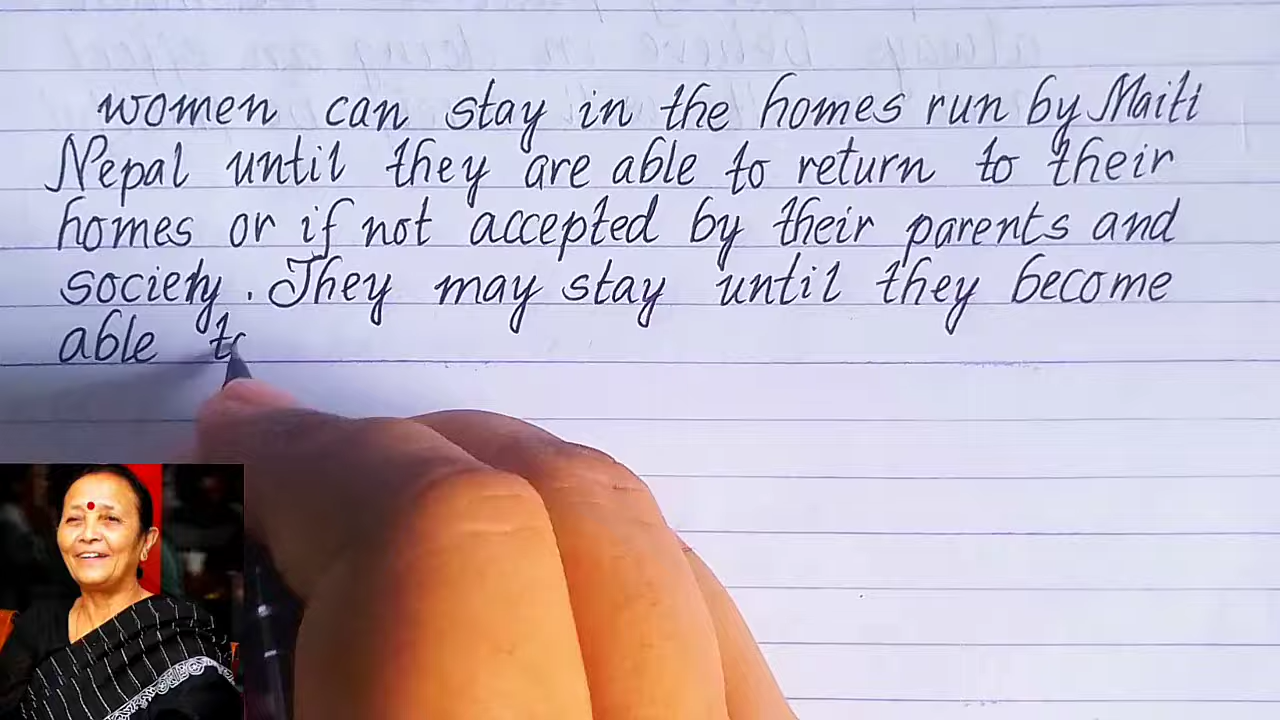 women can stay in the homes run by Maiti
Nepal until they are able to return to their
homes or if not accepted by their parents and
society. They may stay until they become
able to